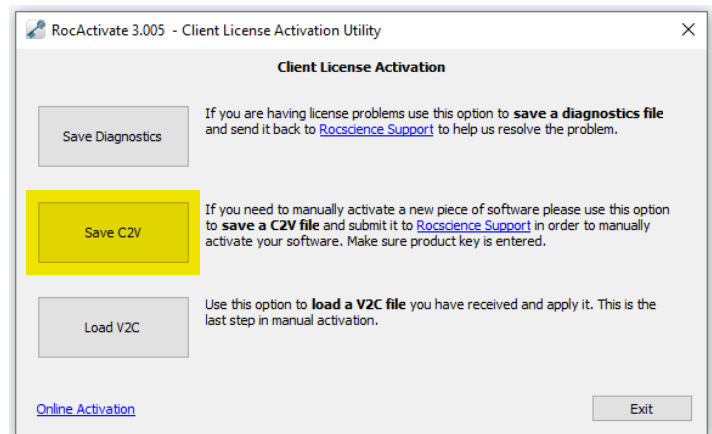 RocActivate 3.005 - Client License Activation Utility
Client License Activation
Save Diagnostics
If you are having license problems use this option to save a diagnostics file
and send it back to Rocscience Support to help us resolve the problem.
Save C2V
If you need to manually activate a new piece of software please use this option
to save a C2V file and submit it to Rocscience Support in order to manually
activate your software. Make sure product key is entered.
Load V2C
Use this option to load a V2C file you have received and apply it. This is the
last step in manual activation.
Online Activation
Exit